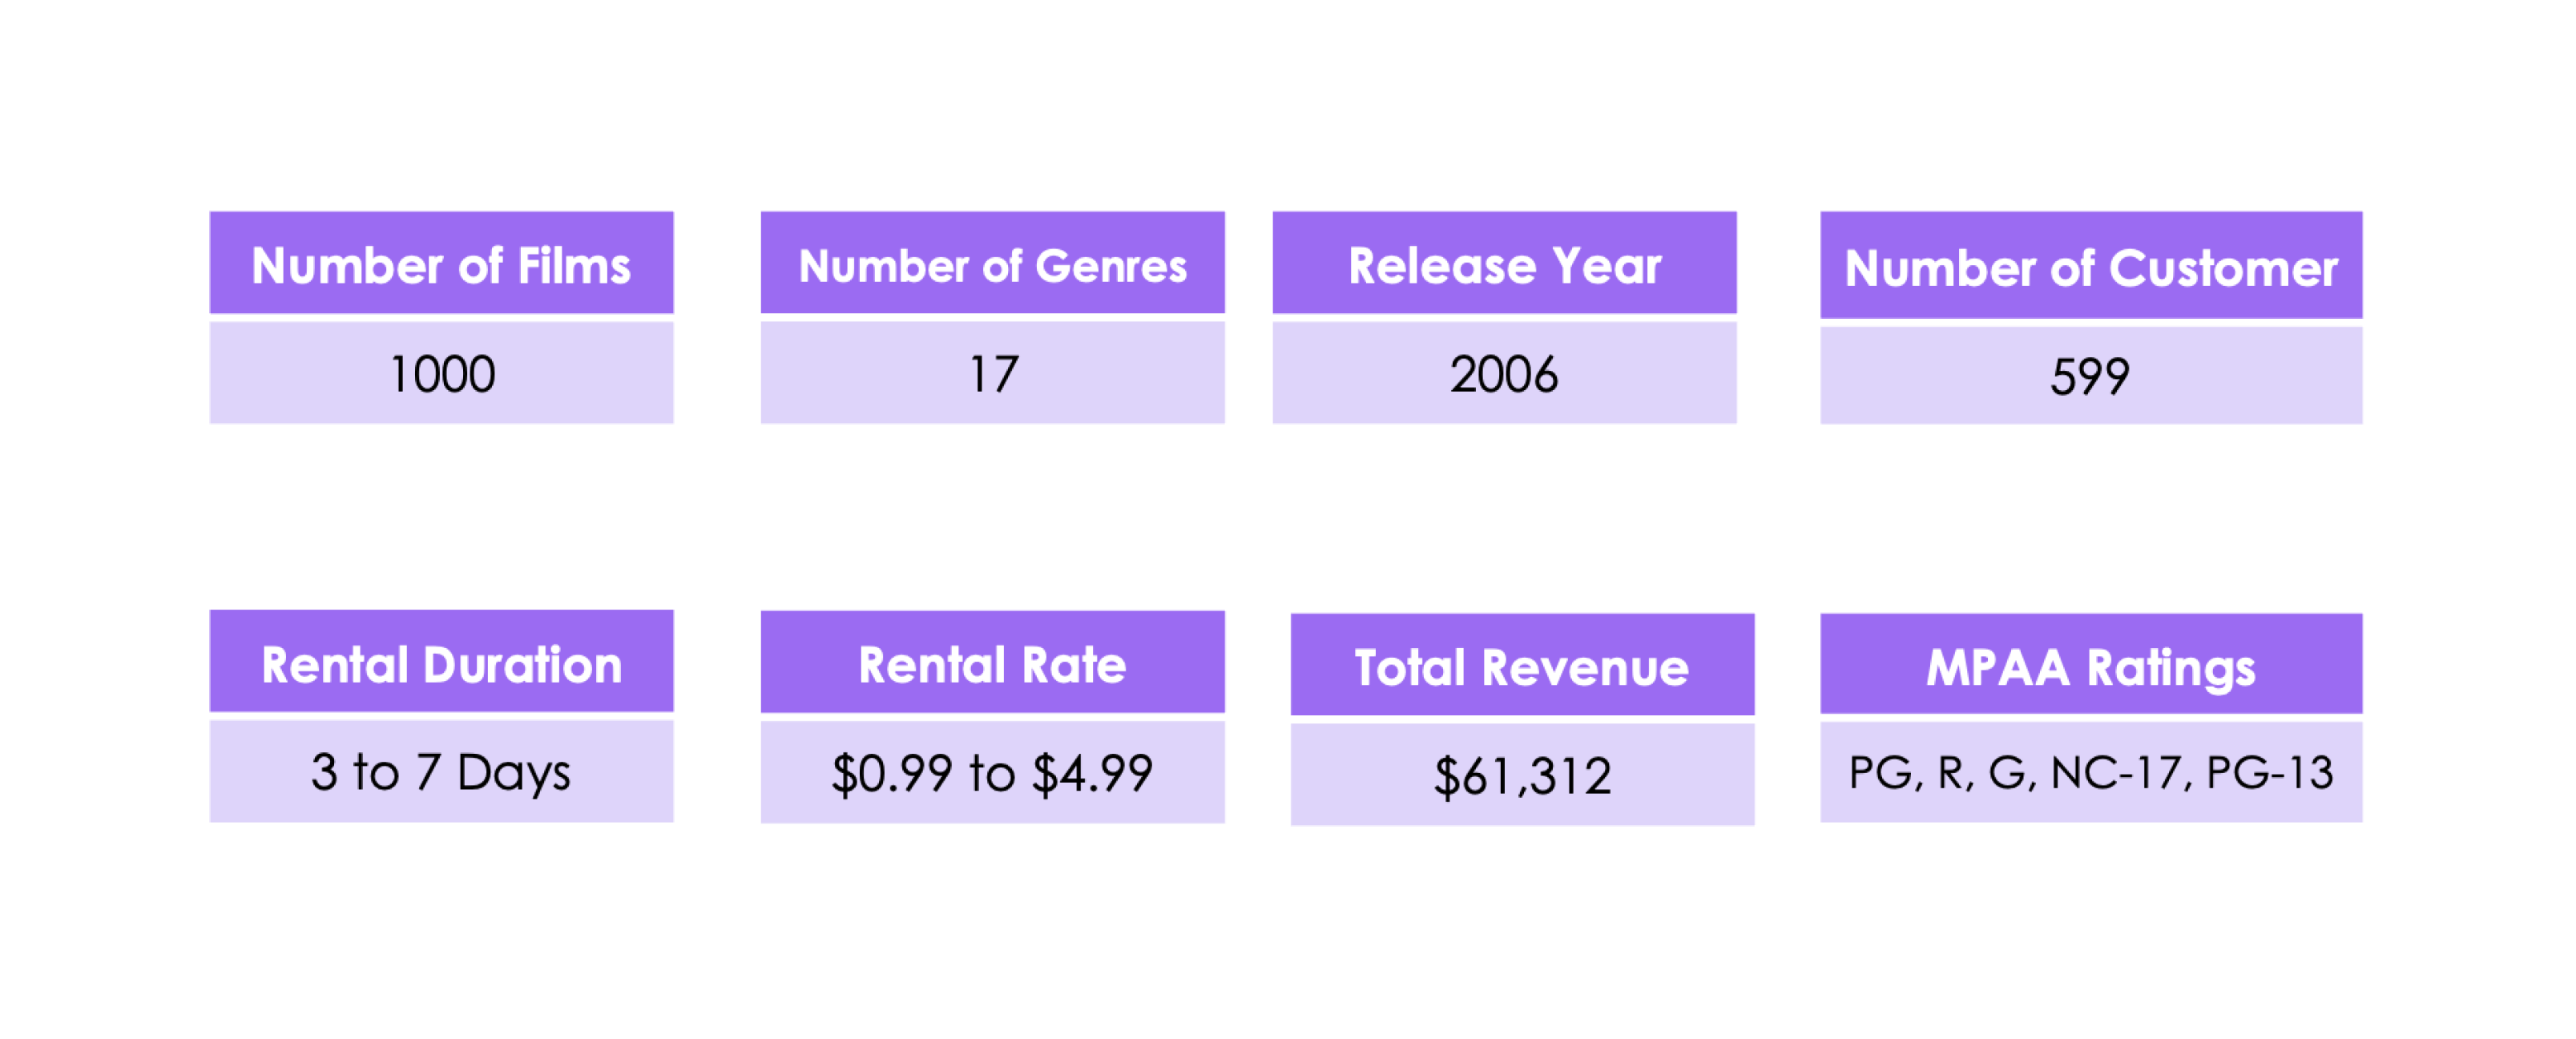 Number of Films
1000
Number of Genres
17
Release Year
2006
Number of Customer
599
Rental Duration
3 to 7 Days
Rental Rate
$0.99 to $4.99
Total Revenue
$61,312
MPAA Ratings
PG, R, G, NC-17, PG-13